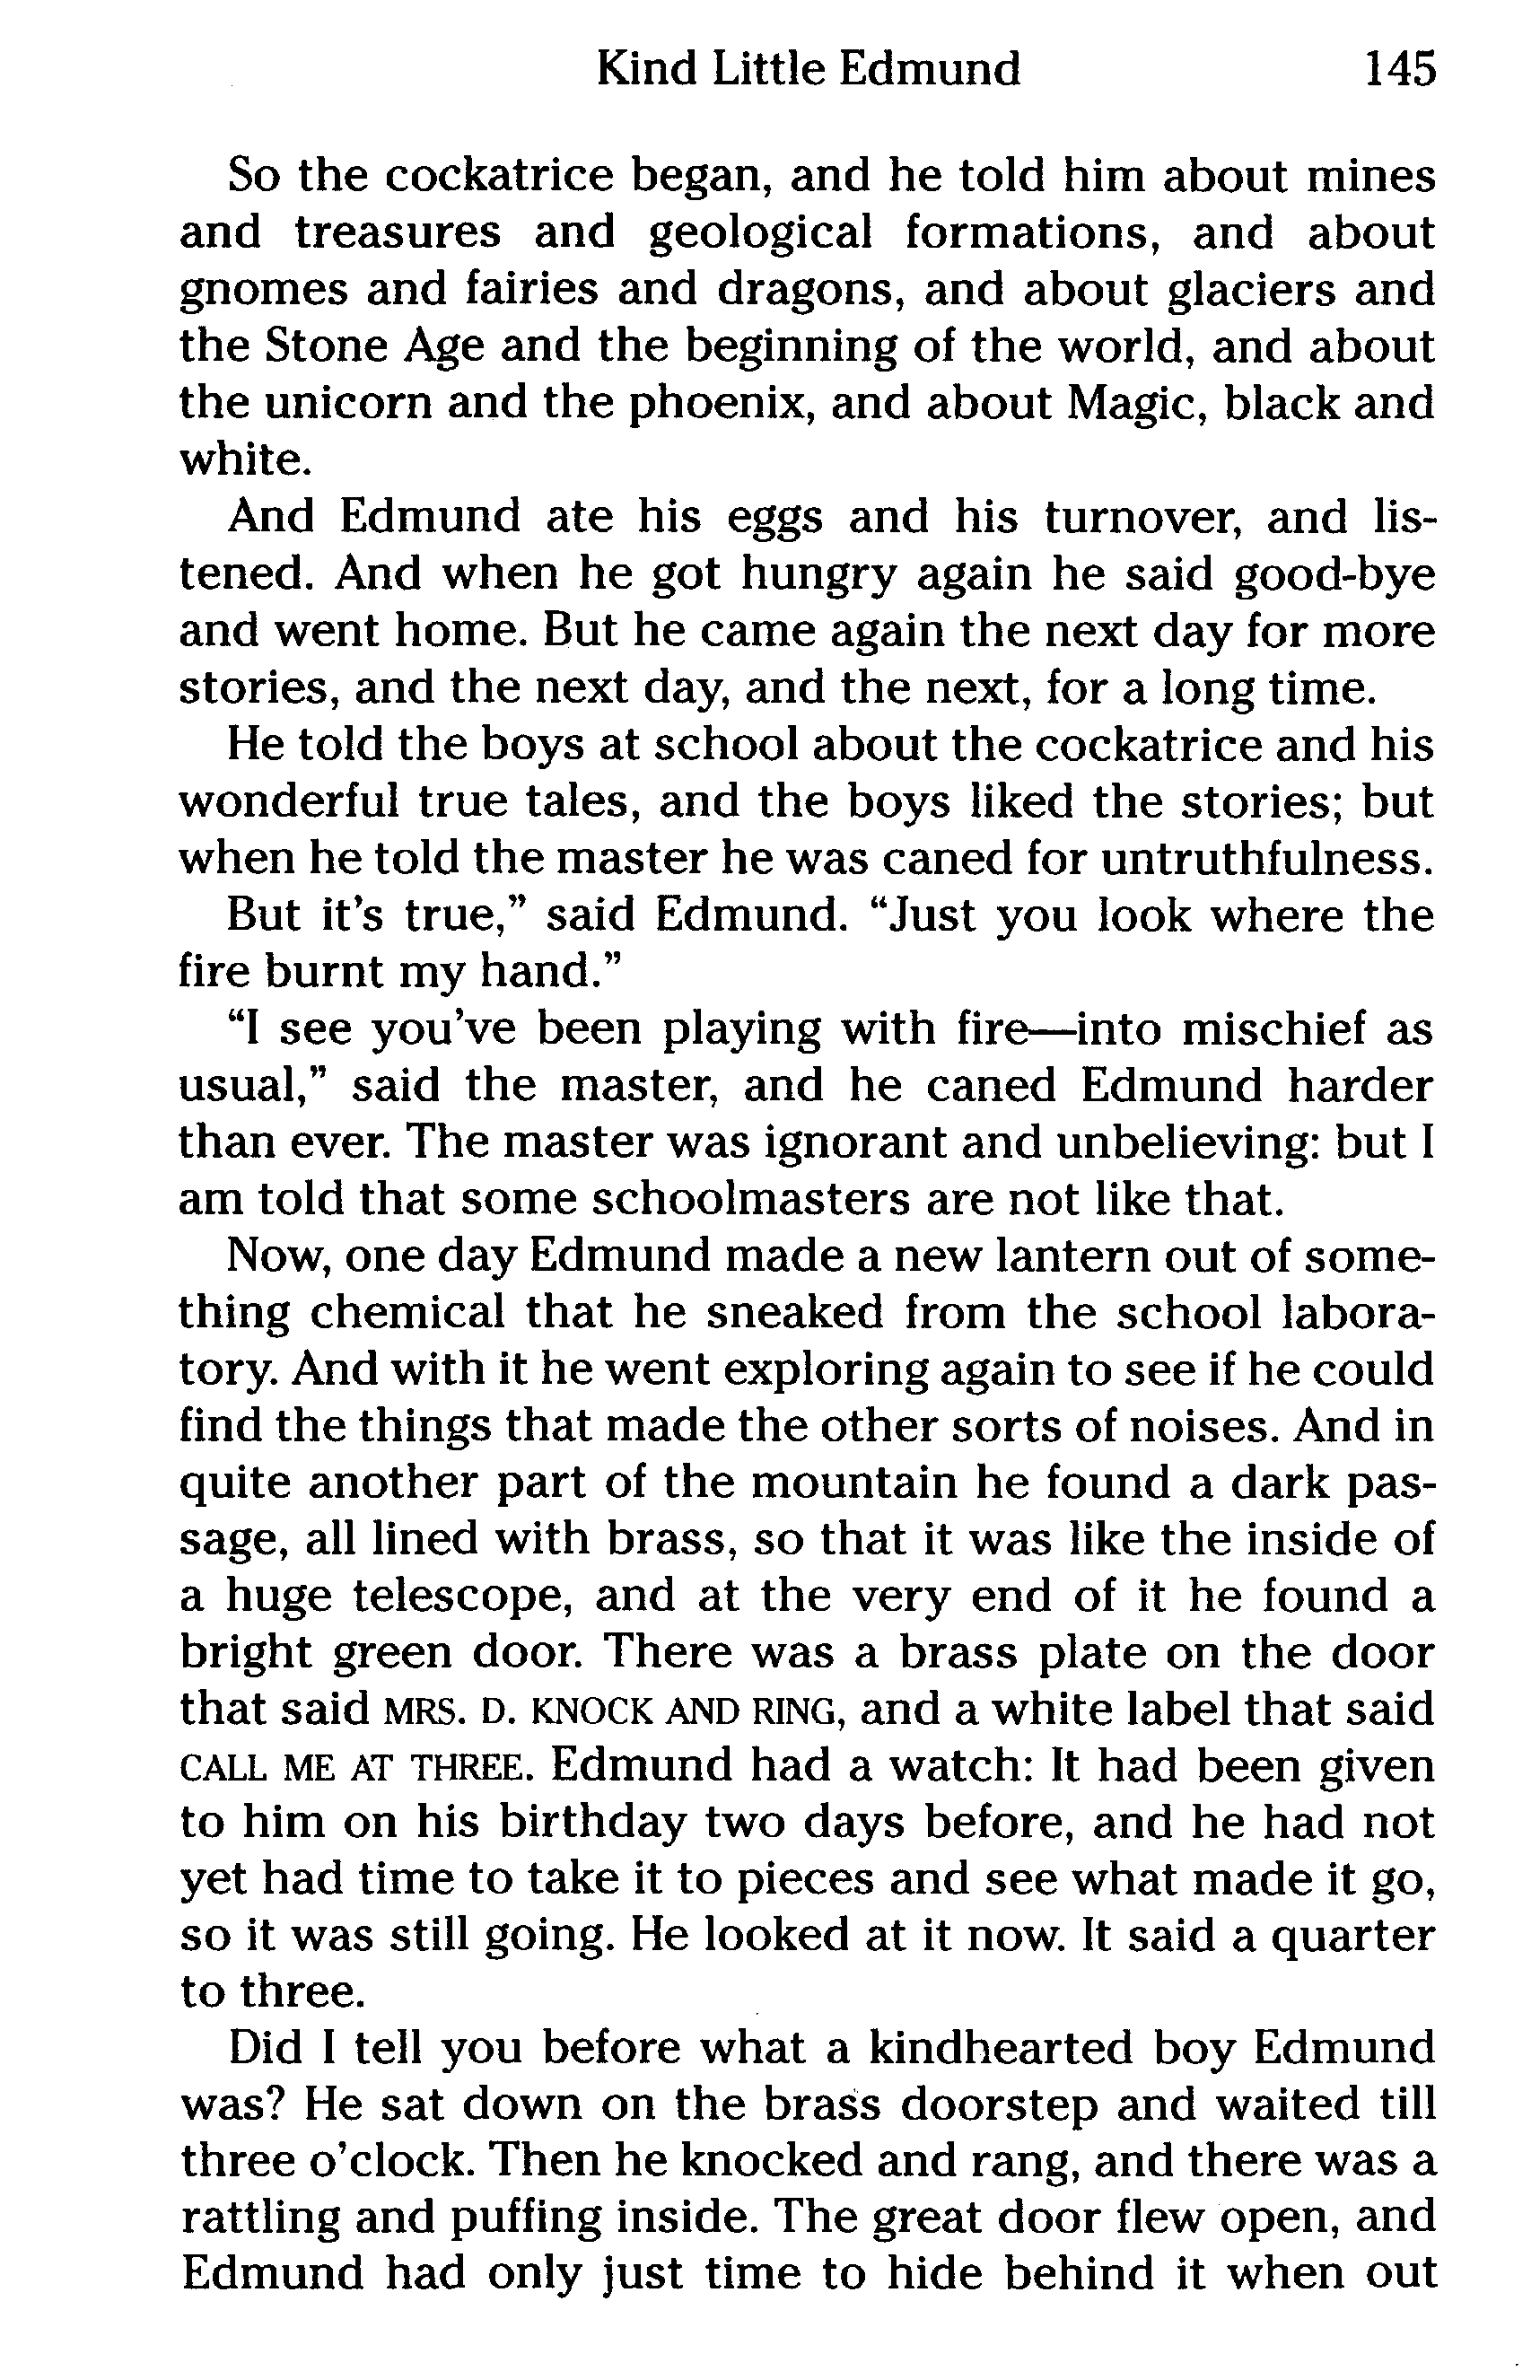 Kind Little Edmund 145
So the cockatrice began, and he told him about mines
and treasures and geological formations, and about
gnomes and fairies and dragons, and about glaciers and
the Stone Age and the beginning of the world, and about
the unicorn and the phoenix, and about Magic, black and
white.
And Edmund ate his eggs and his turnover, and lis-
tened. And when he got hungry again he said good-bye
and went home. But he came again the next day for more
stories, and the next day, and the next, for a long time.
He told the boys at school about the cockatrice and his
wonderful true tales, and the boys liked the stories; but
when he told the master he was caned for untruthfulness.
But it's true,” said Edmund. “Just you look where the
fire burnt my hand.”
“I see you've been playing with fire—into mischief as
usual,” said the master, and he caned Edmund harder
than ever. The master was ignorant and unbelieving: but I
am told that some schoolmasters are not like that.
Now, one day Edmund made a new lantern out of some-
thing chemical that he sneaked from the school labora-
tory. And with it he went exploring again to see if he could
find the things that made the other sorts of noises. And in
quite another part of the mountain he found a dark pas-
sage, all lined with brass, so that it was like the inside of
a huge telescope, and at the very end of it he found a
bright green door. There was a brass plate on the door
that said MRS. D. KNOCK AND RING, and a white label that said
CALL ME AT THREE. Edmund had a watch: It had been given
to him on his birthday two days before, and he had not
yet had time to take it to pieces and see what made it go,
so it was still going. He looked at it now. It said a quarter
to three.
Did I tell you before what a kindhearted boy Edmund
was? He sat down on the brass doorstep and waited till
three o'clock. Then he knocked and rang, and there was a
rattling and puffing inside. The great door flew open, and
Edmund had only just time to hide behind it when out